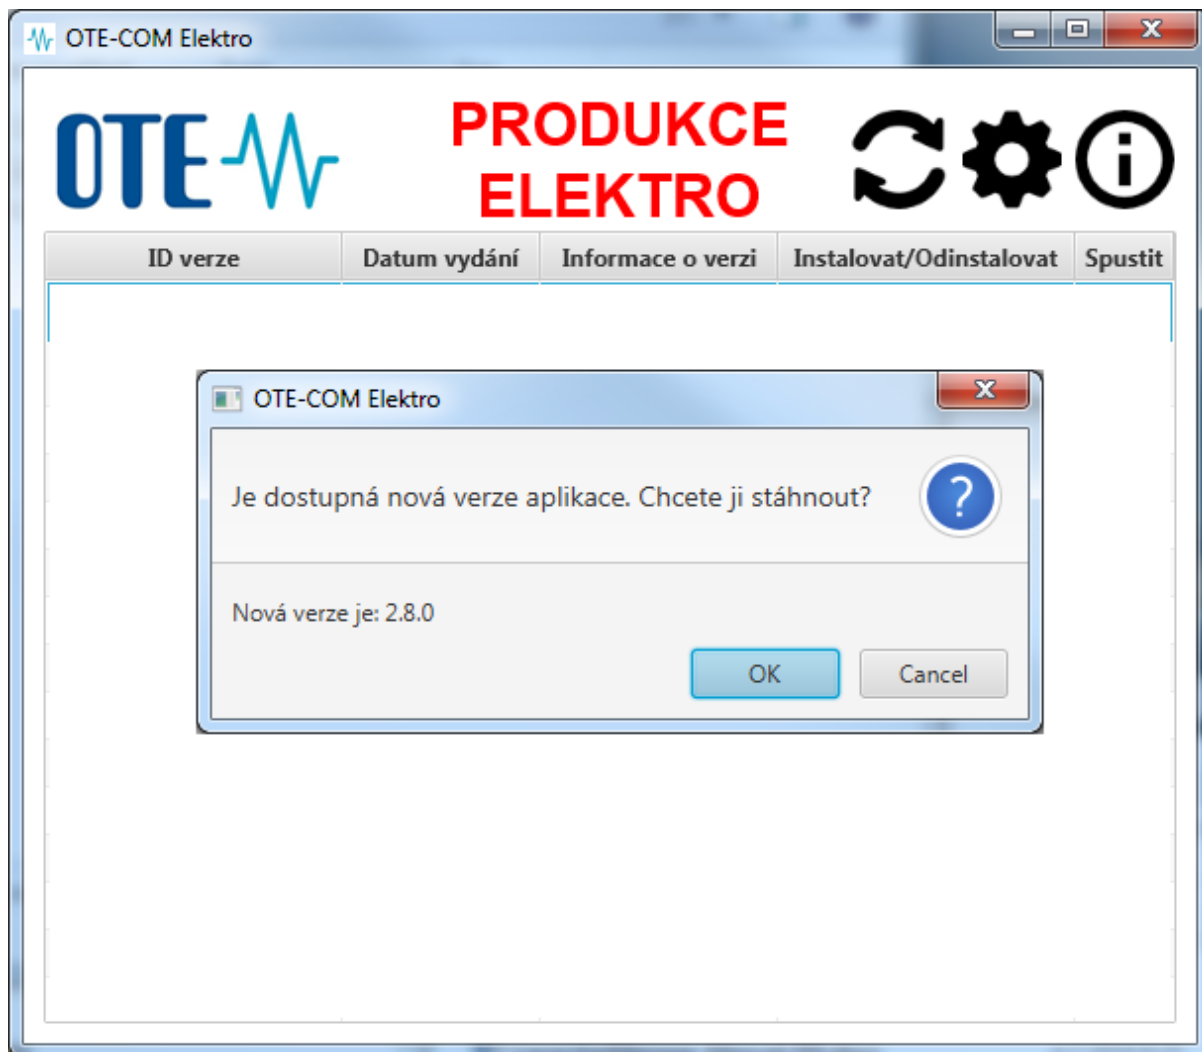 OTE-COM Elektro
OTE
PRODUKCE
ELEKTRO
ID verze Datum vydání Informace o verzi Instalovat/Odinstalovat Spustit
OTE-COM Elektro
Je dostupná nová verze aplikace. Chcete ji stáhnout?
Nová verze je: 2.8.0
OK Cancel